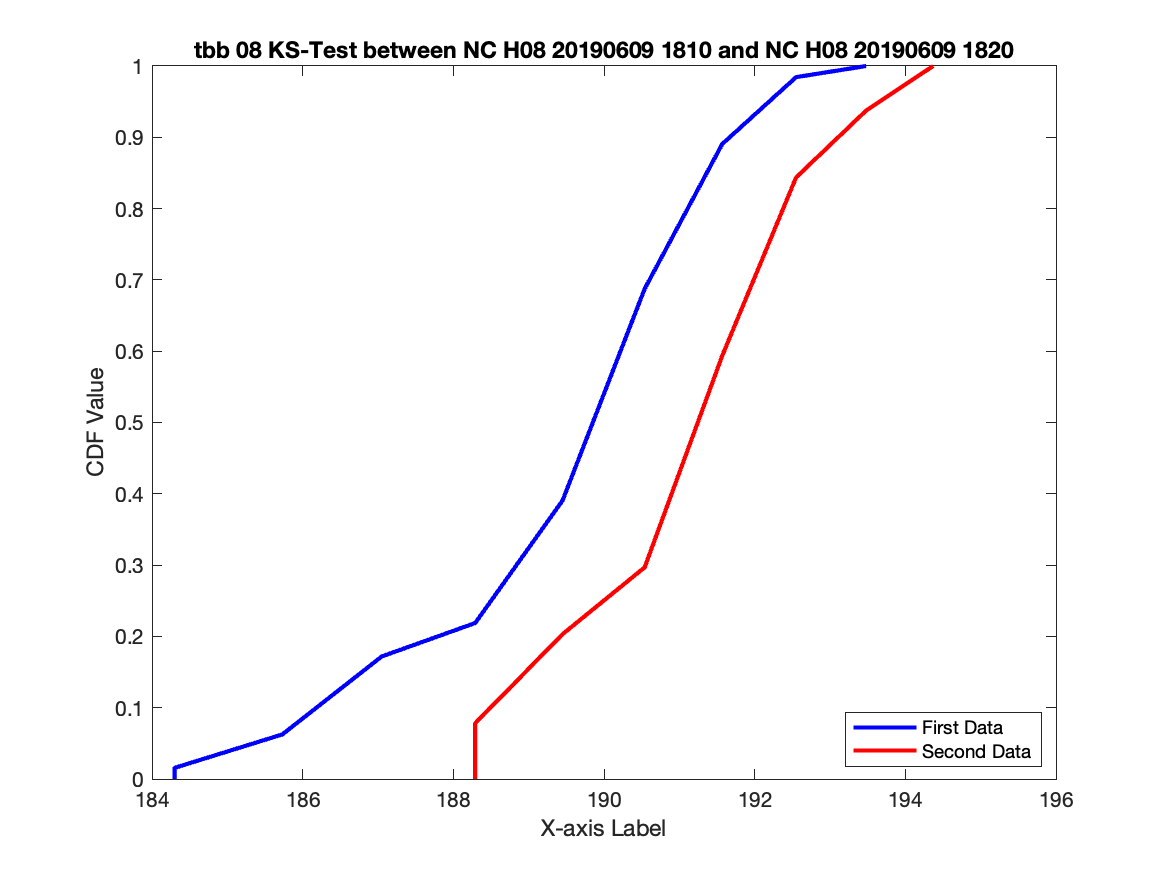 tbb 08 KS-Test between NC H08 20190609 1810 and NC H08 20190609 1820
1
0.9
0.8
0.7
0.6
0.5
0.4
0.3
0.2
0.1
0
CDF Value
184 186 188 190 192 194 196
X-axis Label
First Data
Second Data